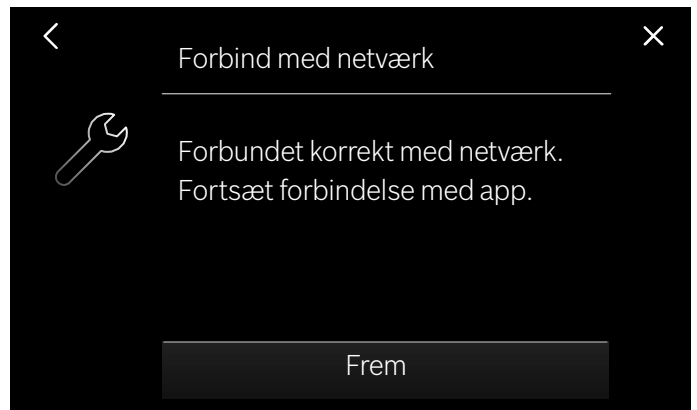 Forbind med netværk
Forbundet korrekt med netværk.
Fortsæt forbindelse med app.
Frem